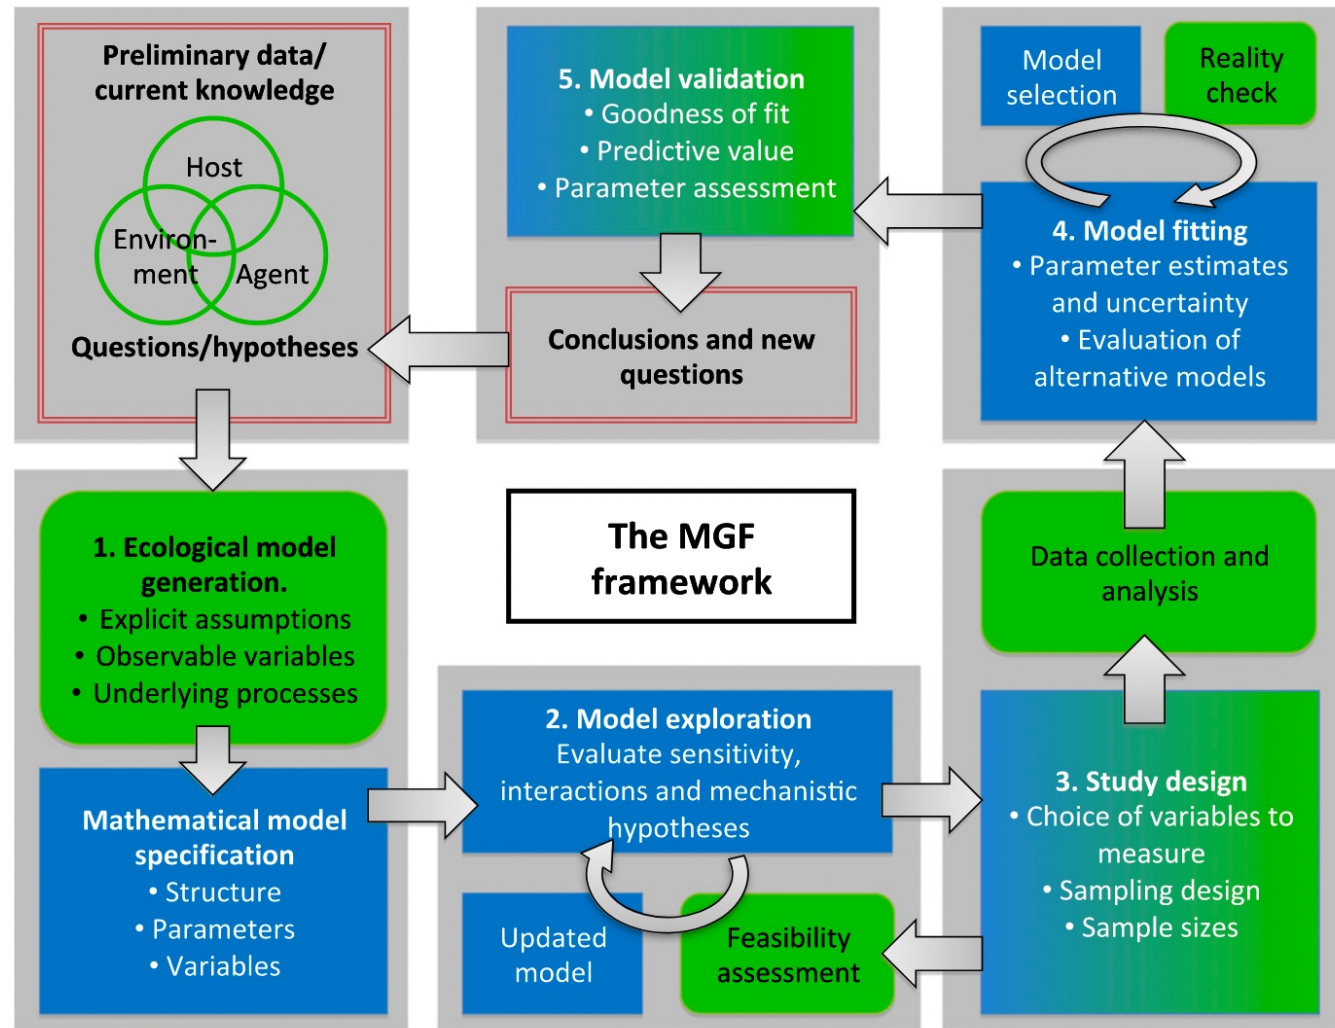 Preliminary data/
current knowledge
Host
Environ-
ment
Agent
Questions/hypotheses
1. Ecological model
generation.
• Explicit assumptions
• Observable variables
• Underlying processes
Mathematical model
specification
• Structure
• Parameters
• Variables
2. Model exploration
Evaluate sensitivity,
interactions and mechanistic
hypotheses
Updated
model
Feasibility
assessment
3. Study design
• Choice of variables to
measure
• Sampling design
• Sample sizes
Data collection and
analysis
4. Model fitting
• Parameter estimates
and uncertainty
• Evaluation of
alternative models
Model
selection
Reality
check
5. Model validation
• Goodness of fit
• Predictive value
• Parameter assessment
Conclusions and new
questions
The MGF
framework